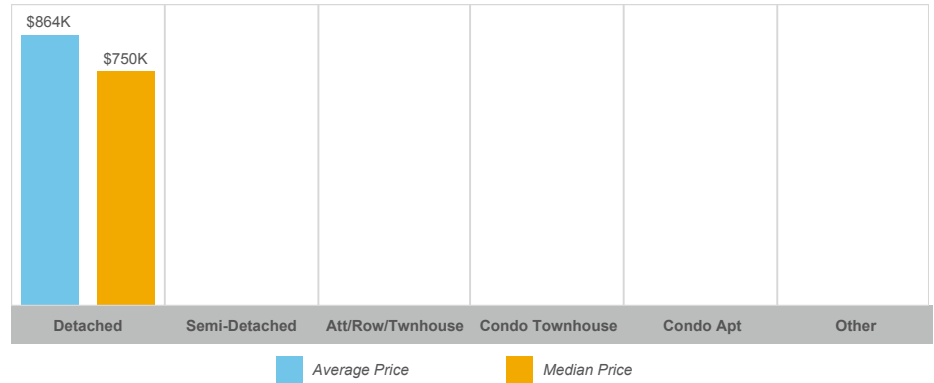 $864K
$750K
Detached
Semi-Detached
Att/Row/Twnhouse
Condo Townhouse
Condo Apt
Other
Average Price
Median Price